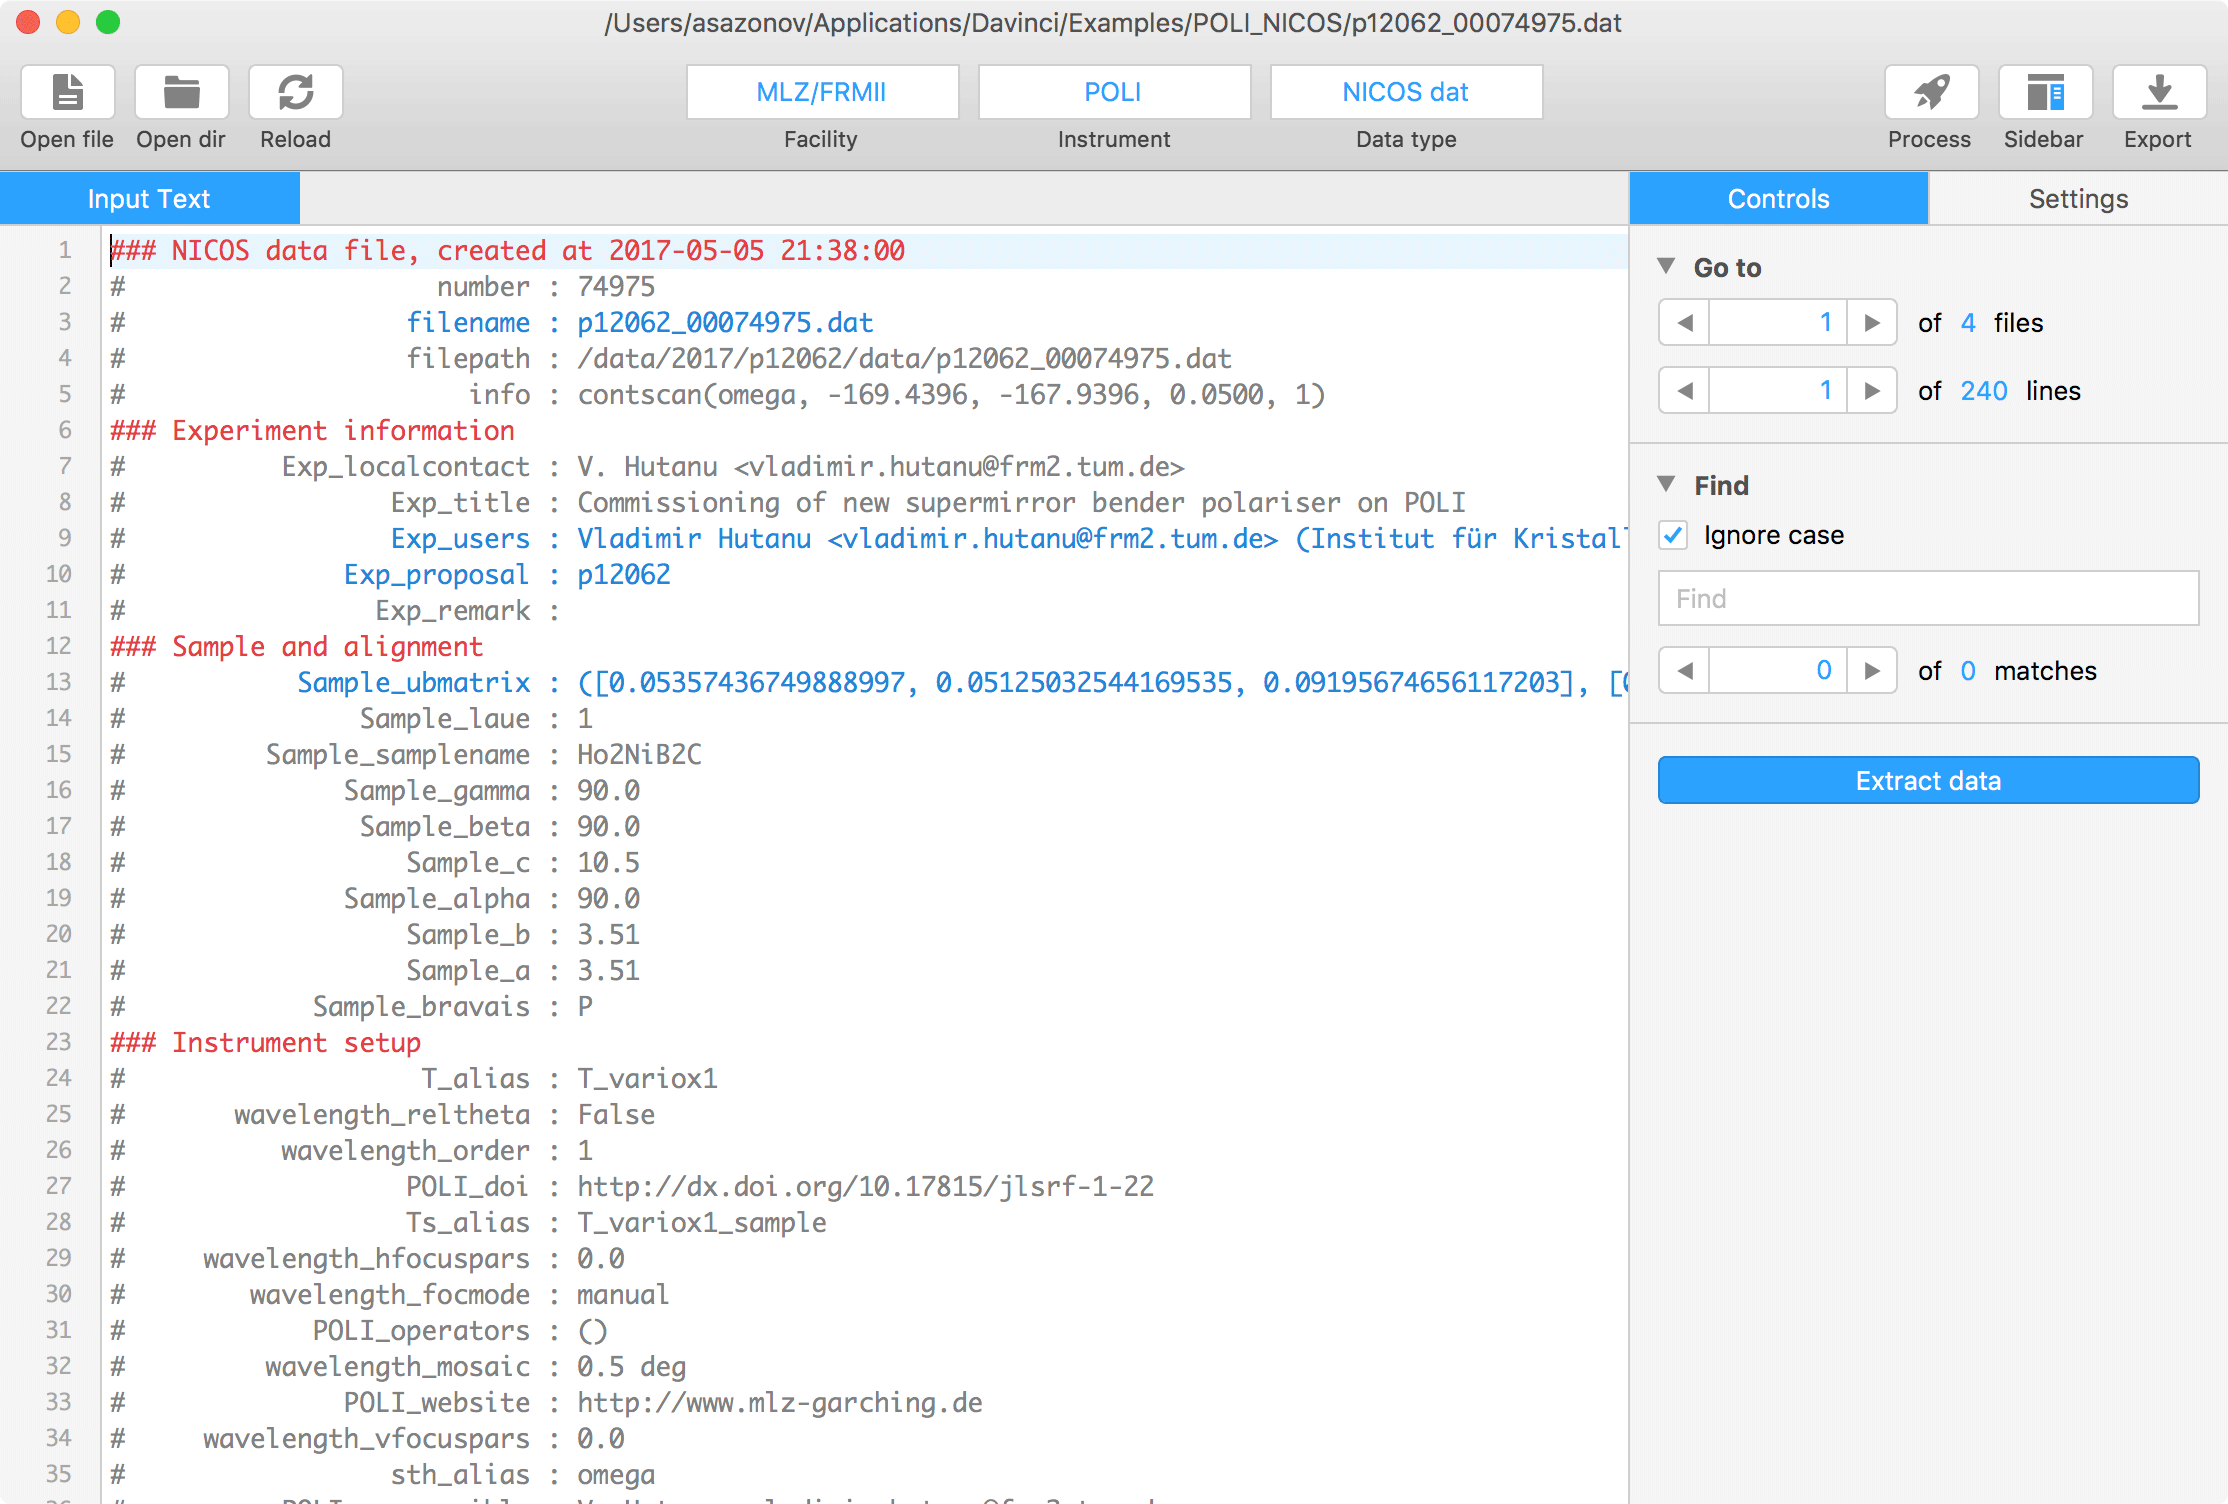 /Users/asazonov/Applications/Davinci/Examples/POLI_NICOS/p12062_00074975.dat
Open file Open dir Reload
MLZ/FRMII POLI NICOS dat
Facility Instrument Data type
Process Sidebar Export
Input Text
Controls Settings
1 ### NICOS data file, created at 2017-05-05 21:38:00
2 # number : 74975
3 # filename : p12062_00074975.dat
4 # filepath : /data/2017/p12062/data/p12062_00074975.dat
5 # info : contscan(omega, -169.4396, -167.9396, 0.0500, 1)
6 ### Experiment information
7 # Exp_localcontact : V. Hutanu <vladimir.hutanu@frm2.tum.de>
8 # Exp_title : Commissioning of new supermirror bender polariser on POLI
9 # Exp_users : Vladimir Hutanu <vladimir.hutanu@frm2.tum.de> (Institut für Kristall
10 # Exp_proposal : p12062
11 # Exp_remark :
12 ### Sample and alignment
13 # Sample_ubmatrix : ([0.05357436749888997, 0.05125032544169535, 0.09195674656117203], [
14 # Sample_laue : 1
15 # Sample_samplename : Ho2NiB2C
16 # Sample_gamma : 90.0
17 # Sample_beta : 90.0
18 # Sample_c : 10.5
19 # Sample_alpha : 90.0
20 # Sample_b : 3.51
21 # Sample_a : 3.51
22 # Sample_bravais : P
23 ### Instrument setup
24 # T_alias : T_variox1
25 # wavelength_reltheta : False
26 # wavelength_order : 1
27 # POLI_doi : http://dx.doi.org/10.17815/jlsrf-1-22
28 # Ts_alias : T_variox1_sample
29 # wavelength_hfocuspars : 0.0
30 # wavelength_focmode : manual
31 # POLI_operators : ()
32 # wavelength_mosaic : 0.5 deg
33 # POLI_website : http://www.mlz-garching.de
34 # wavelength_vfocuspars : 0.0
35 # sth_alias : omega
Go to
1 of 4 files
1 of 240 lines
Find
Ignore case
Find
0 of 0 matches
Extract data